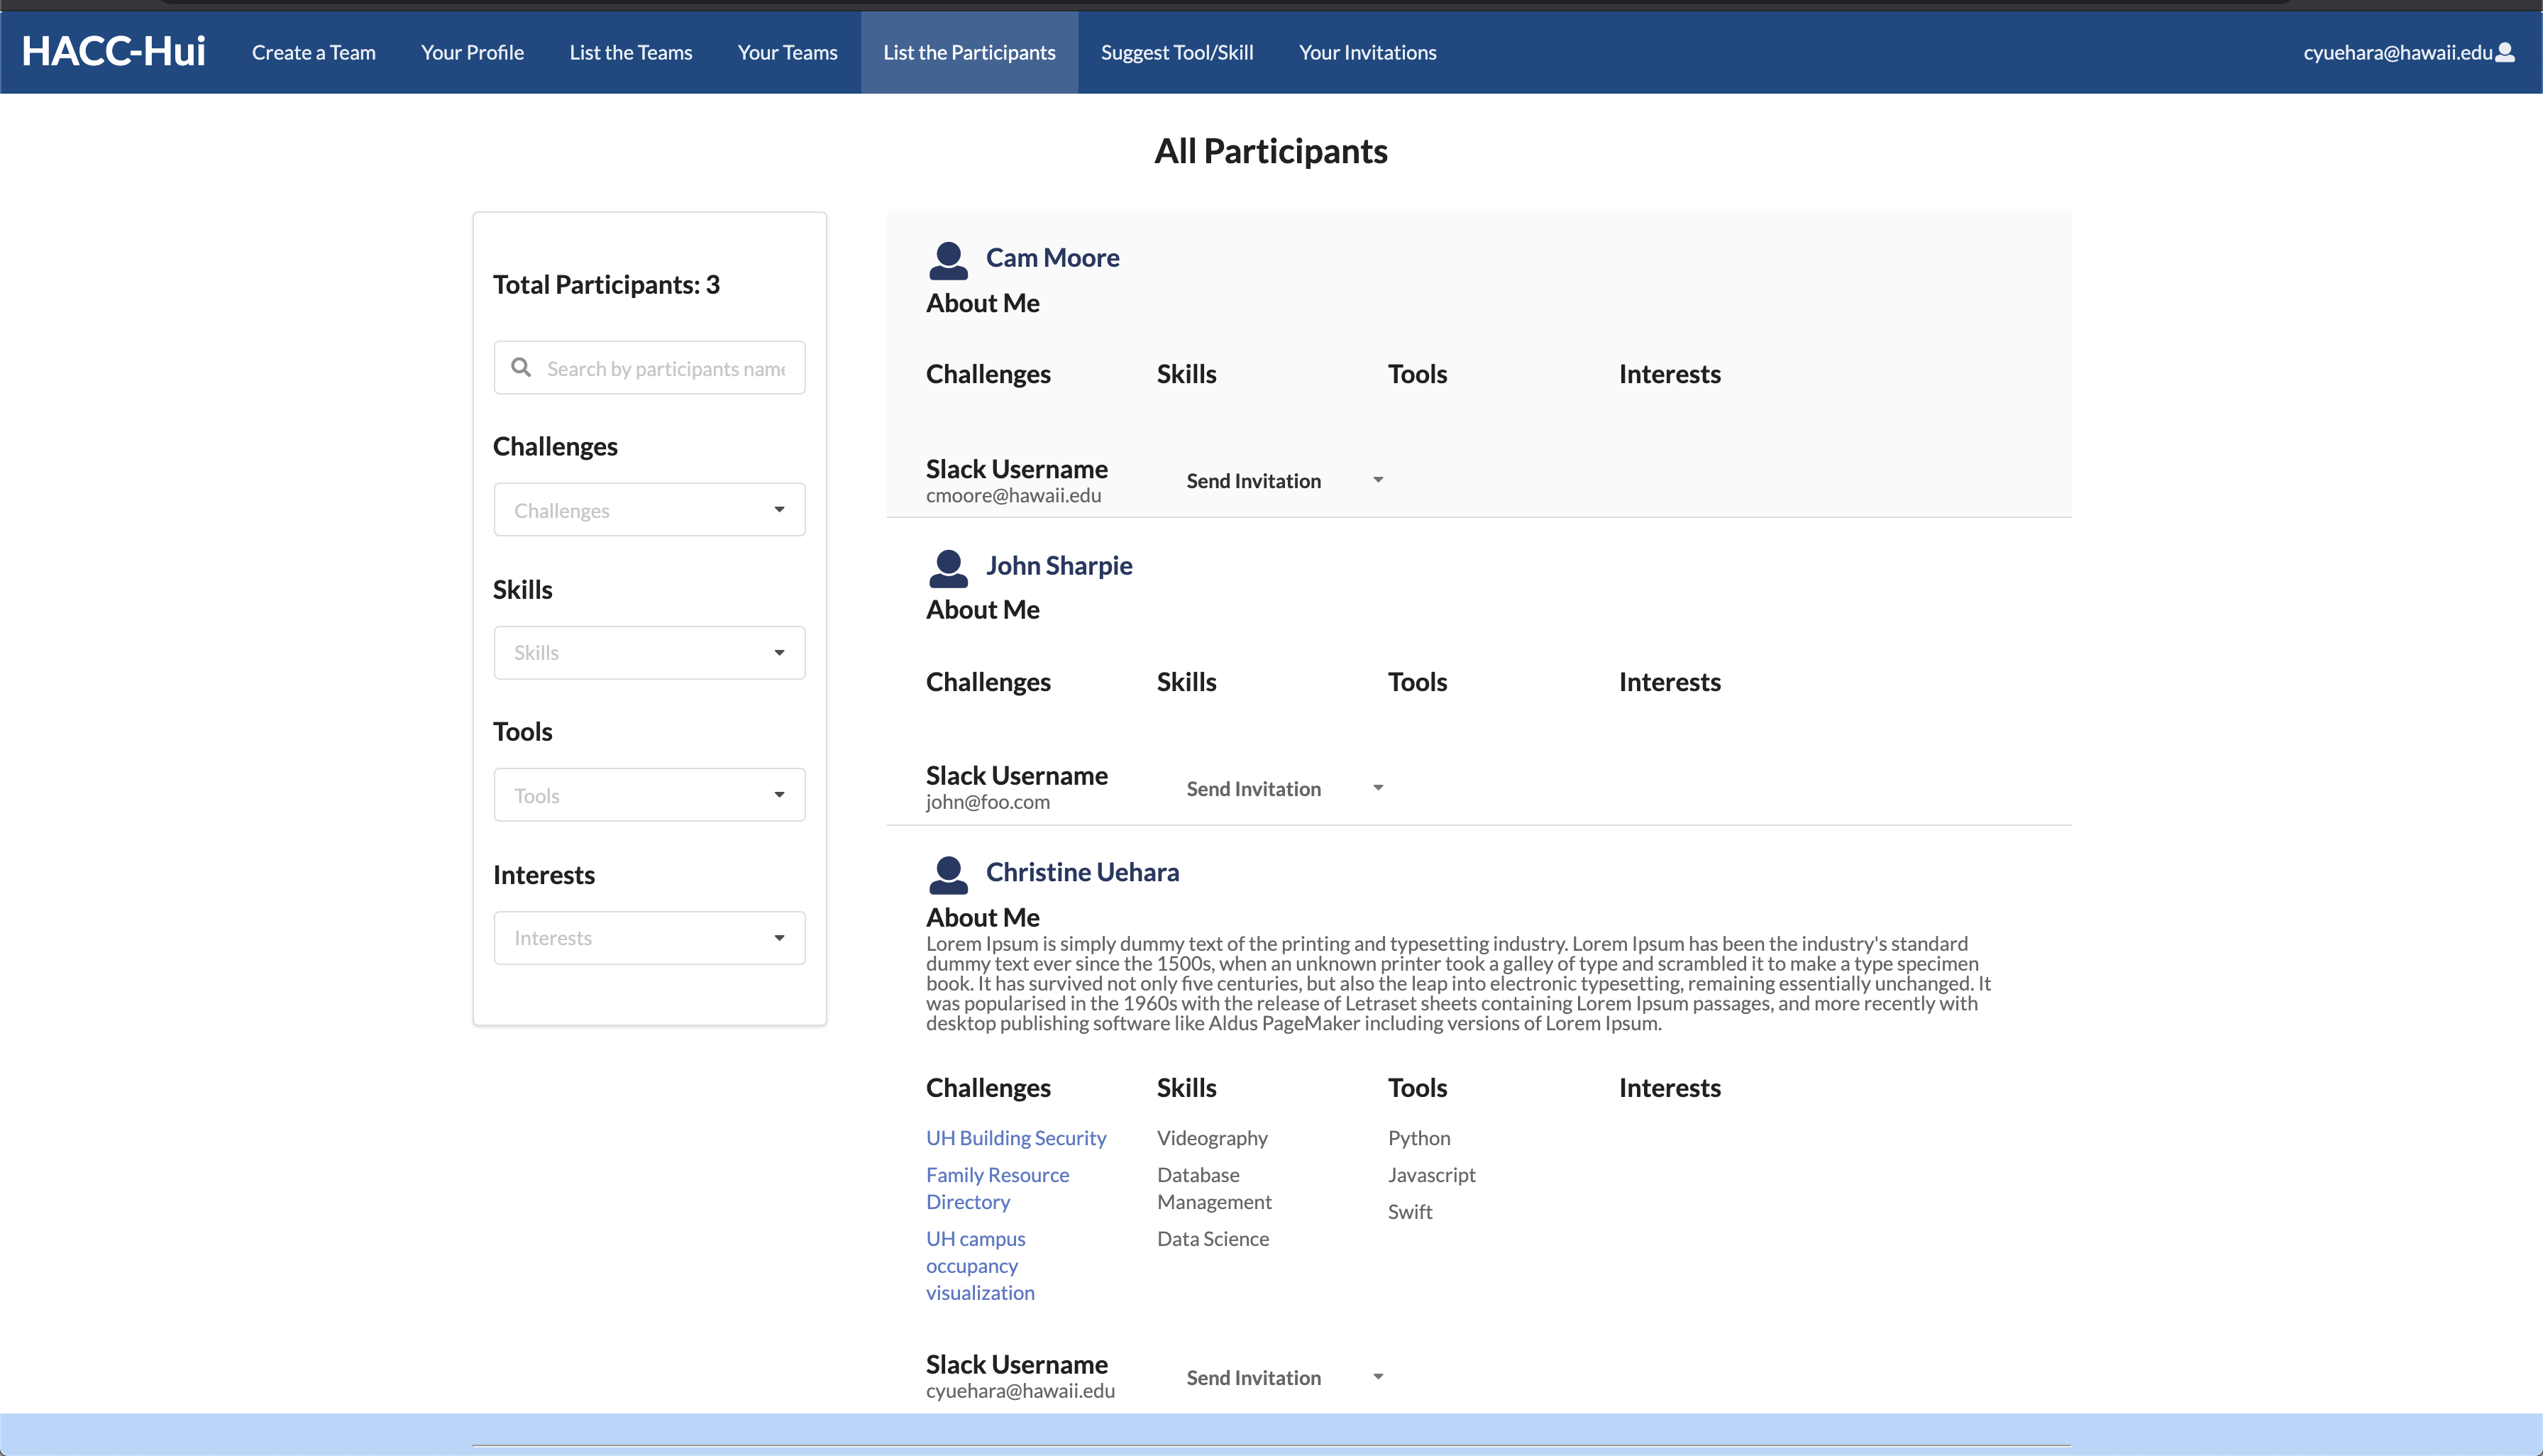 HACC-Hui Create a Team Your Profile List the Teams Your Teams List the Participants Suggest Tool/Skill Your Invitations cyuehara@hawaii.edu
All Participants
Total Participants: 3
Search by participants name
Challenges
Challenges
Skills
Skills
Tools
Tools
Interests
Interests
Cam Moore
About Me
Challenges Skills Tools Interests
Slack Username
cmoore@hawaii.edu
Send Invitation
John Sharpie
About Me
Challenges Skills Tools Interests
Slack Username
john@foo.com
Send Invitation
Christine Uehara
About Me
Lorem Ipsum is simply dummy text of the printing and typesetting industry. Lorem Ipsum has been the industry's standard
dummy text ever since the 1500s, when an unknown printer took a galley of type and scrambled it to make a type specimen
book. It has survived not only five centuries, but also the leap into electronic typesetting, remaining essentially unchanged. It
was popularised in the 1960s with the release of Letraset sheets containing Lorem Ipsum passages, and more recently with
desktop publishing software like Aldus PageMaker including versions of Lorem Ipsum.
Challenges
UH Building Security
Family Resource
Directory
UH campus
occupancy
visualization
Skills
Videography
Database
Management
Data Science
Tools
Python
Javascript
Swift
Interests
Slack Username
cyuehara@hawaii.edu
Send Invitation